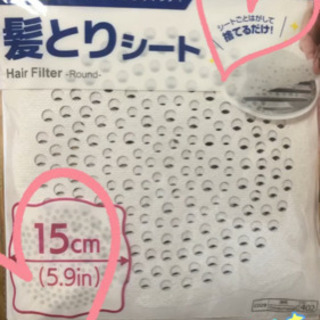 髪とりシート
Hair Filter -Round-
シートごとはがして
捨てるだけ!
15cm
(5.9in)